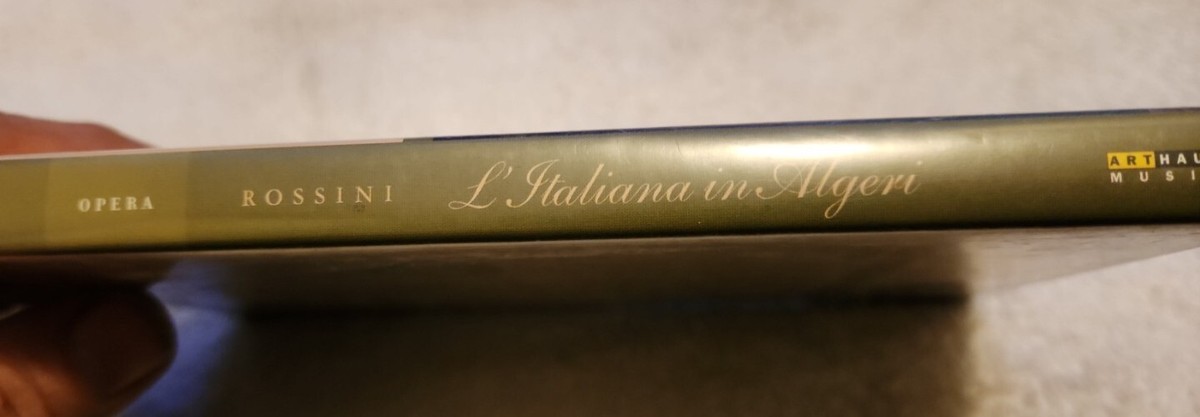 OPERA
ROSSINI
L'Italiana in Algeri
ARTHAU
MUSI